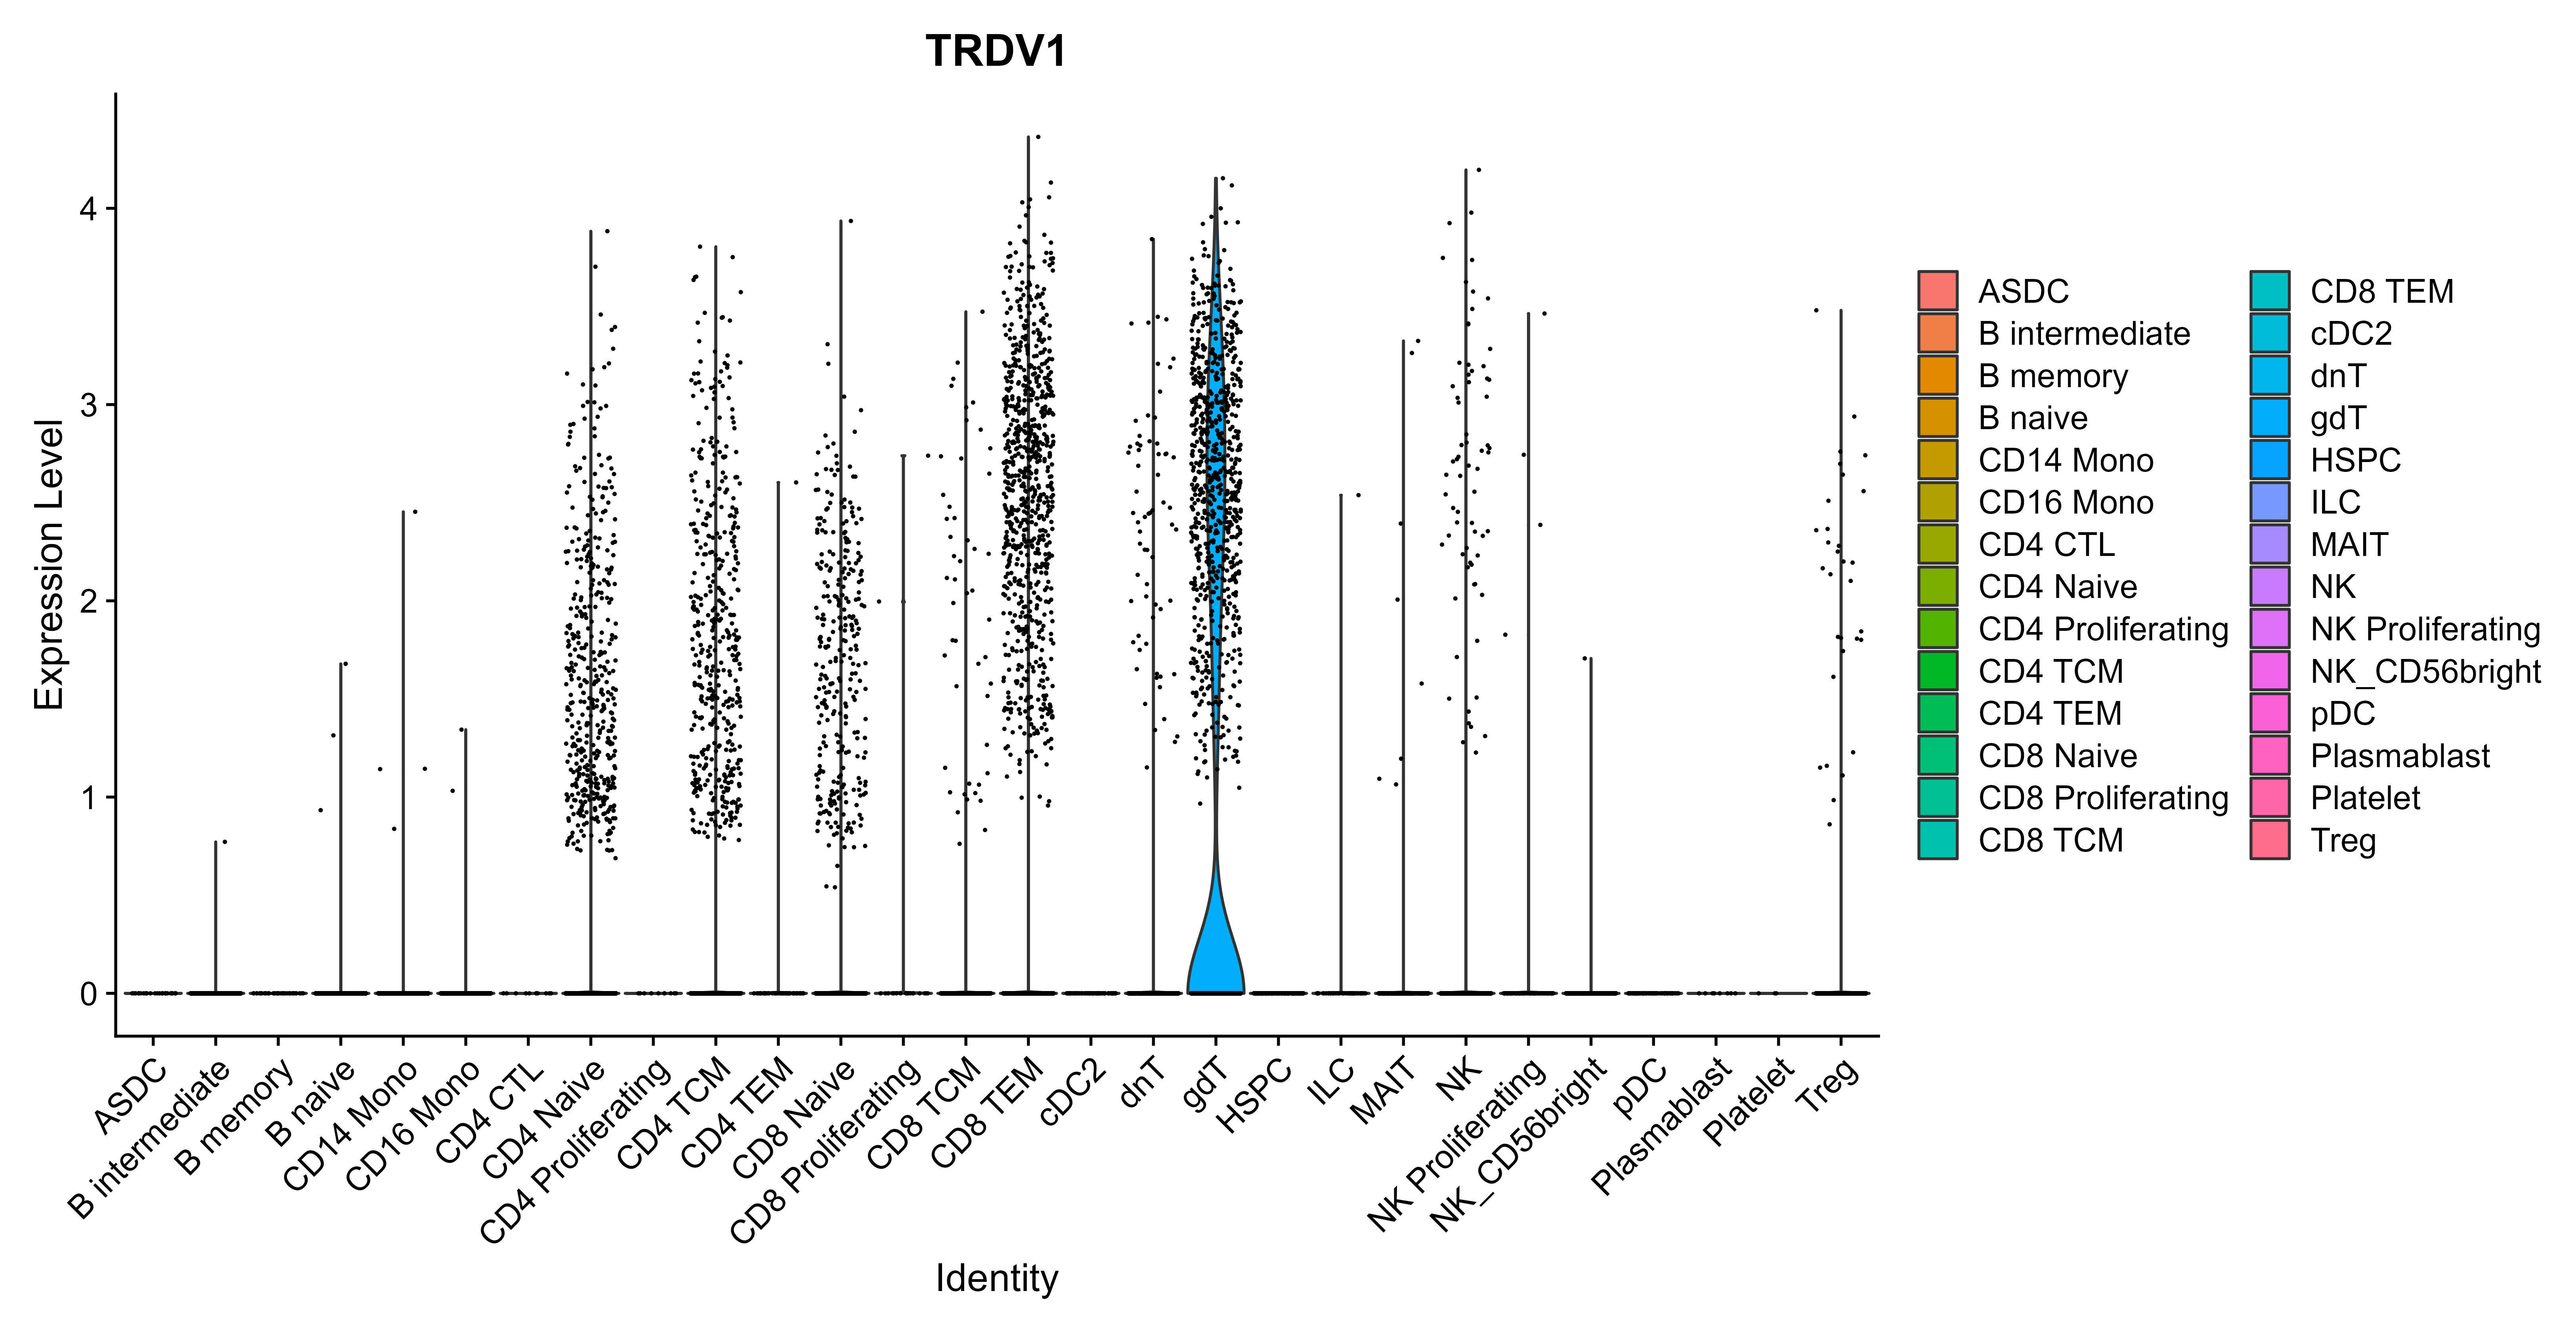 TRDV1
Expression Level
4
3
2
1
0
ASDC
B intermediate
B memory
B naive
CD14 Mono
CD16 Mono
CD4 CTL
CD4 Naive
CD4 Proliferating
CD4 TCM
CD4 TEM
CD8 Naive
CD8 Proliferating
CD8 TCM
CD8 TEM
cDC2
dnT
gdT
HSPC
ILC
MAIT
NK
NK Proliferating
NK_CD56bright
pDC
Plasmablast
Platelet
Treg
Identity
ASDC
B intermediate
B memory
B naive
CD14 Mono
CD16 Mono
CD4 CTL
CD4 Naive
CD4 Proliferating
CD4 TCM
CD4 TEM
CD8 Naive
CD8 Proliferating
CD8 TCM
CD8 TEM
cDC2
dnT
gdT
HSPC
ILC
MAIT
NK
NK Proliferating
NK_CD56bright
pDC
Plasmablast
Platelet
Treg